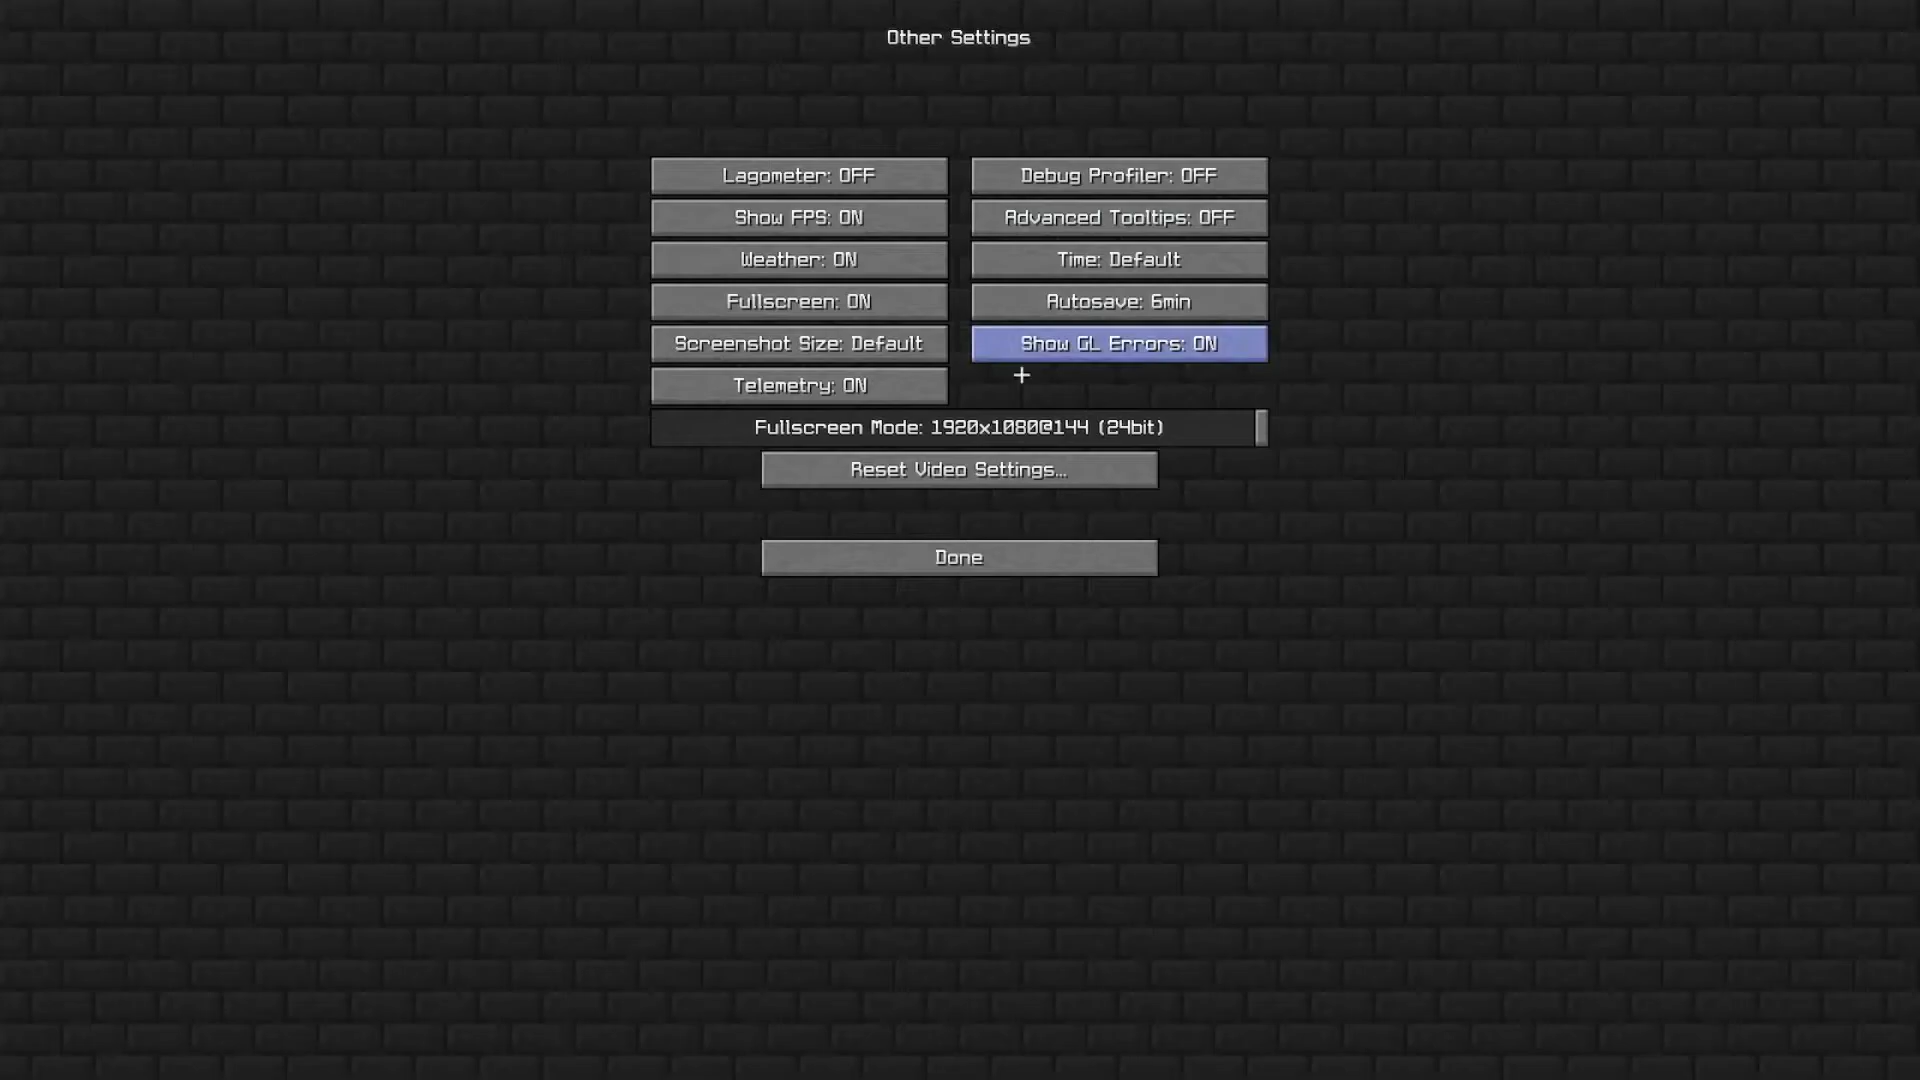 Other Settings
Lagometer: OFF
Debug Profiler: OFF
Show FPS: ON
Advanced Tooltips: OFF
Weather: ON
Time: Default
Fullscreen: ON
Autosave: 6min
Screenshot Size: Default
Show GL Errors: ON
Telemetry: ON
Fullscreen Mode: 1920x1080@144 (24bit)
Reset Video Settings...
Done